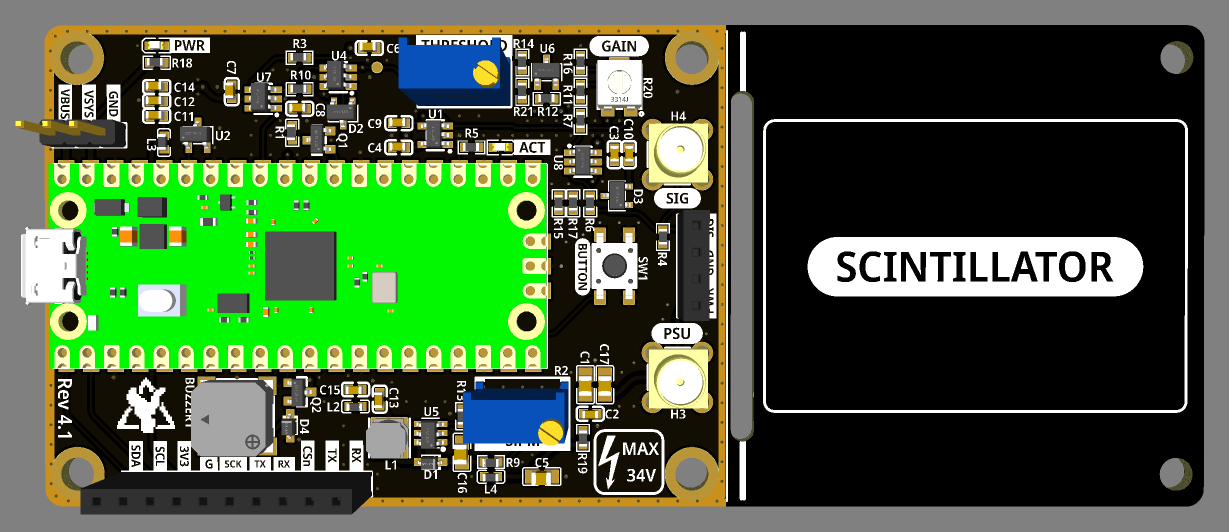 PWR
R18
C14
C12
C11
L3
U2
VBUS
VSYS
GND
C7
U7
R3
R10
C8
R1
U4
D2
Q1
THRESHOLD
R14
U6
R16
R11
R7
R21
R12
GAIN
3314J
R20
C9
C4
U1
R5
ACT
U8
C3
C10
H4
SIG
D3
R15
R17
R6
R4
BUTTON
SW1
PSU
H3
SCINTILLATOR
Rev 4.1
BUZZER
Q2
D4
C15
L2
C13
U5
L1
D1
R13
R2
C16
R9
L4
C5
C17
C2
R19
MAX
34V
SDA
SCL
3V3
G
SCK
TX
RX
CSn
TX
RX